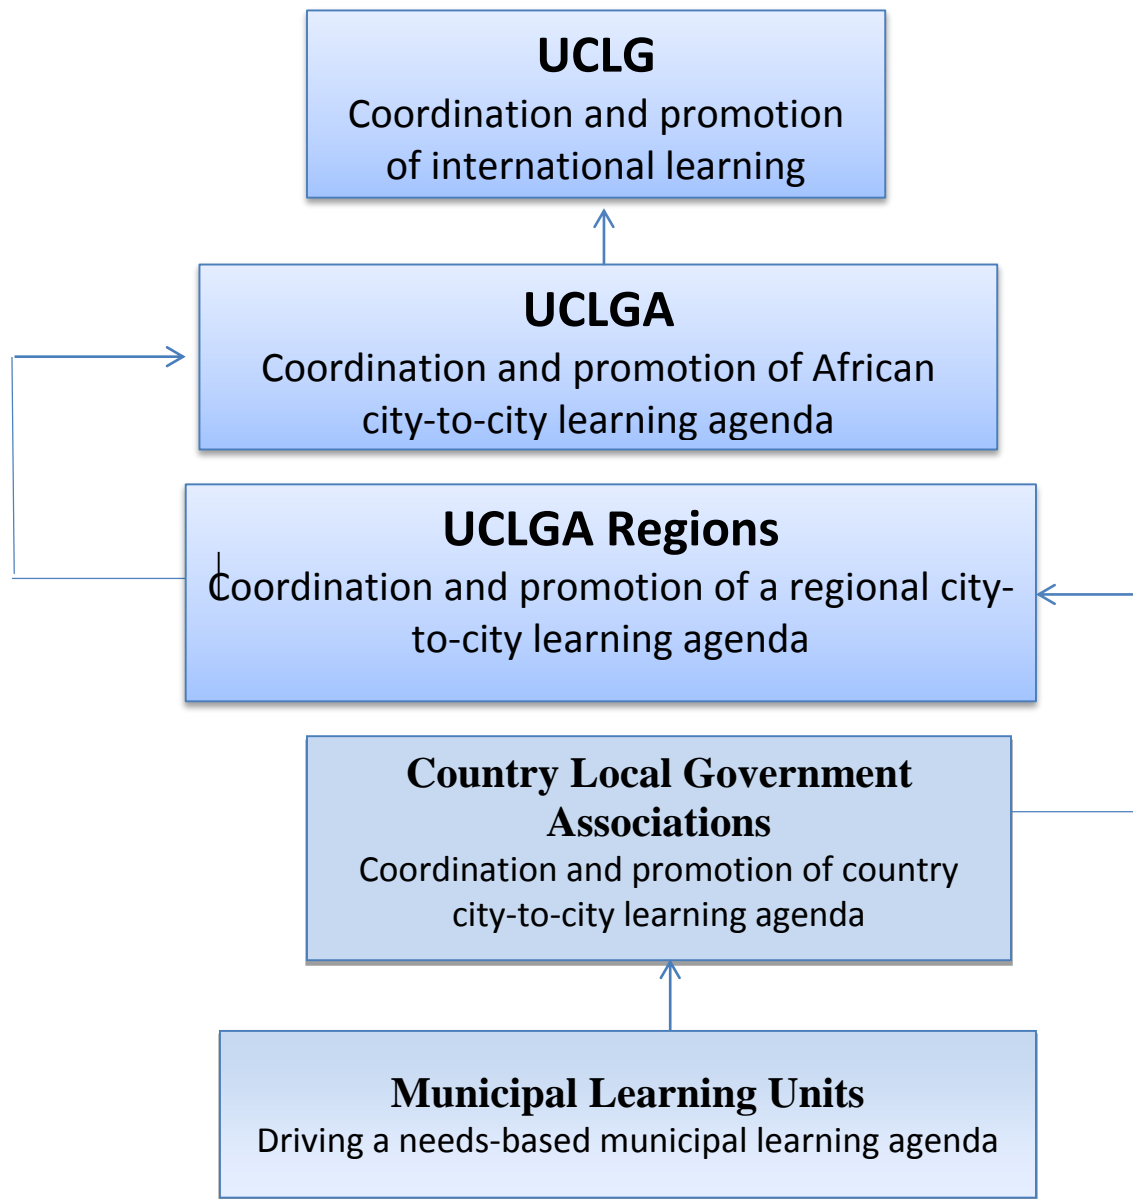 UCLG
Coordination and promotion
of international learning
UCLGA
Coordination and promotion of African
city-to-city learning agenda
UCLGA Regions
Coordination and promotion of a regional city-
to-city learning agenda
Country Local Government
Associations
Coordination and promotion of country
city-to-city learning agenda
Municipal Learning Units
Driving a needs-based municipal learning agenda